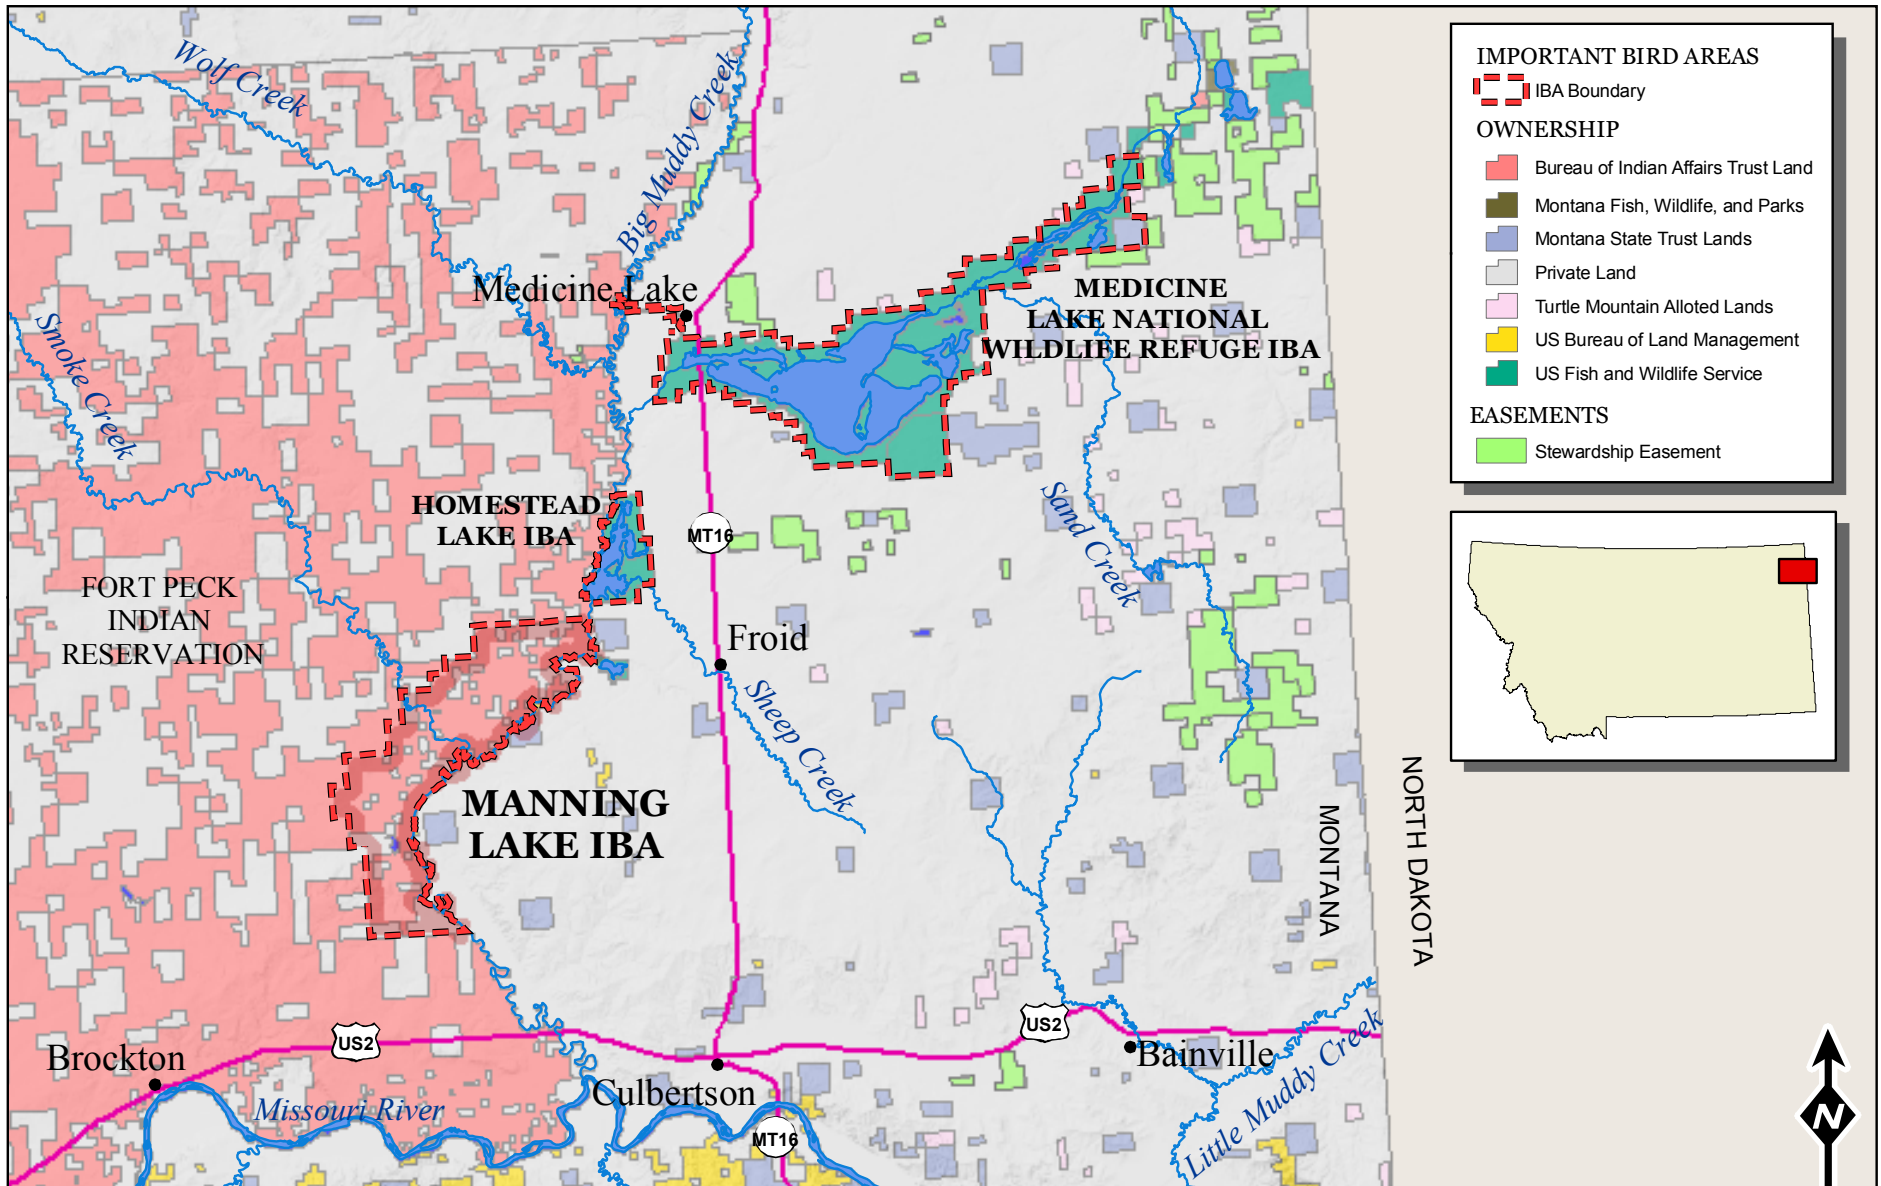 Wolf Creek
Big Muddy Creek
Smoke Creek
Medicine Lake
MEDICINE
LAKE NATIONAL
WILDLIFE REFUGE IBA
HOMESTEAD
LAKE IBA
MT16
Sand Creek
FORT PECK
INDIAN
RESERVATION
Froid
Sheep Creek
MANNING
LAKE IBA
MONTANA
NORTH DAKOTA
US2
US2
Brockton
Bainville
Culbertson
Missouri River
MT16
Little Muddy Creek
IMPORTANT BIRD AREAS
IBA Boundary
OWNERSHIP
Bureau of Indian Affairs Trust Land
Montana Fish, Wildlife, and Parks
Montana State Trust Lands
Private Land
Turtle Mountain Alloted Lands
US Bureau of Land Management
US Fish and Wildlife Service
EASEMENTS
Stewardship Easement
N